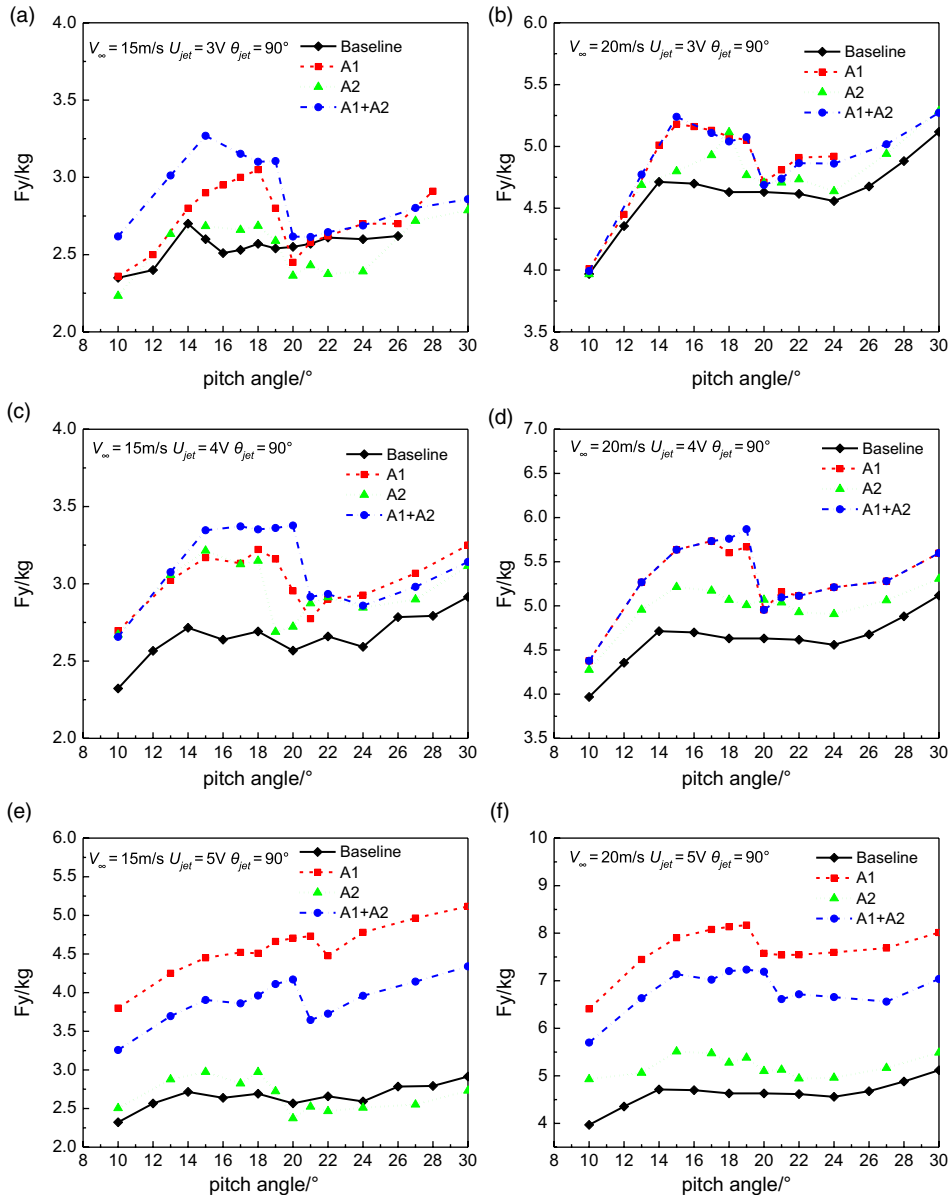 (a)
V∞ = 15m/s Ujet = 3V θjet = 90°
Baseline
A1
A2
A1+A2
Fy/kg
4.0
3.5
3.0
2.5
2.0
8 10 12 14 16 18 20 22 24 26 28 30
pitch angle/°
(b)
V∞ = 20m/s Ujet = 3V θjet = 90°
Baseline
A1
A2
A1+A2
Fy/kg
6.0
5.5
5.0
4.5
4.0
3.5
8 10 12 14 16 18 20 22 24 26 28 30
pitch angle/°
(c)
V∞ = 15m/s Ujet = 4V θjet = 90°
Baseline
A1
A2
A1+A2
Fy/kg
4.0
3.5
3.0
2.5
2.0
8 10 12 14 16 18 20 22 24 26 28 30
pitch angle/°
(d)
V∞ = 20m/s Ujet = 4V θjet = 90°
Baseline
A1
A2
A1+A2
Fy/kg
7.0
6.5
6.0
5.5
5.0
4.5
4.0
3.5
8 10 12 14 16 18 20 22 24 26 28 30
pitch angle/°
(e)
V∞ = 15m/s Ujet = 5V θjet = 90°
Baseline
A1
A2
A1+A2
Fy/kg
6.0
5.5
5.0
4.5
4.0
3.5
3.0
2.5
2.0
8 10 12 14 16 18 20 22 24 26 28 30
pitch angle/°
(f)
V∞ = 20m/s Ujet = 5V θjet = 90°
Baseline
A1
A2
A1+A2
Fy/kg
10
9
8
7
6
5
4
8 10 12 14 16 18 20 22 24 26 28 30
pitch angle/°